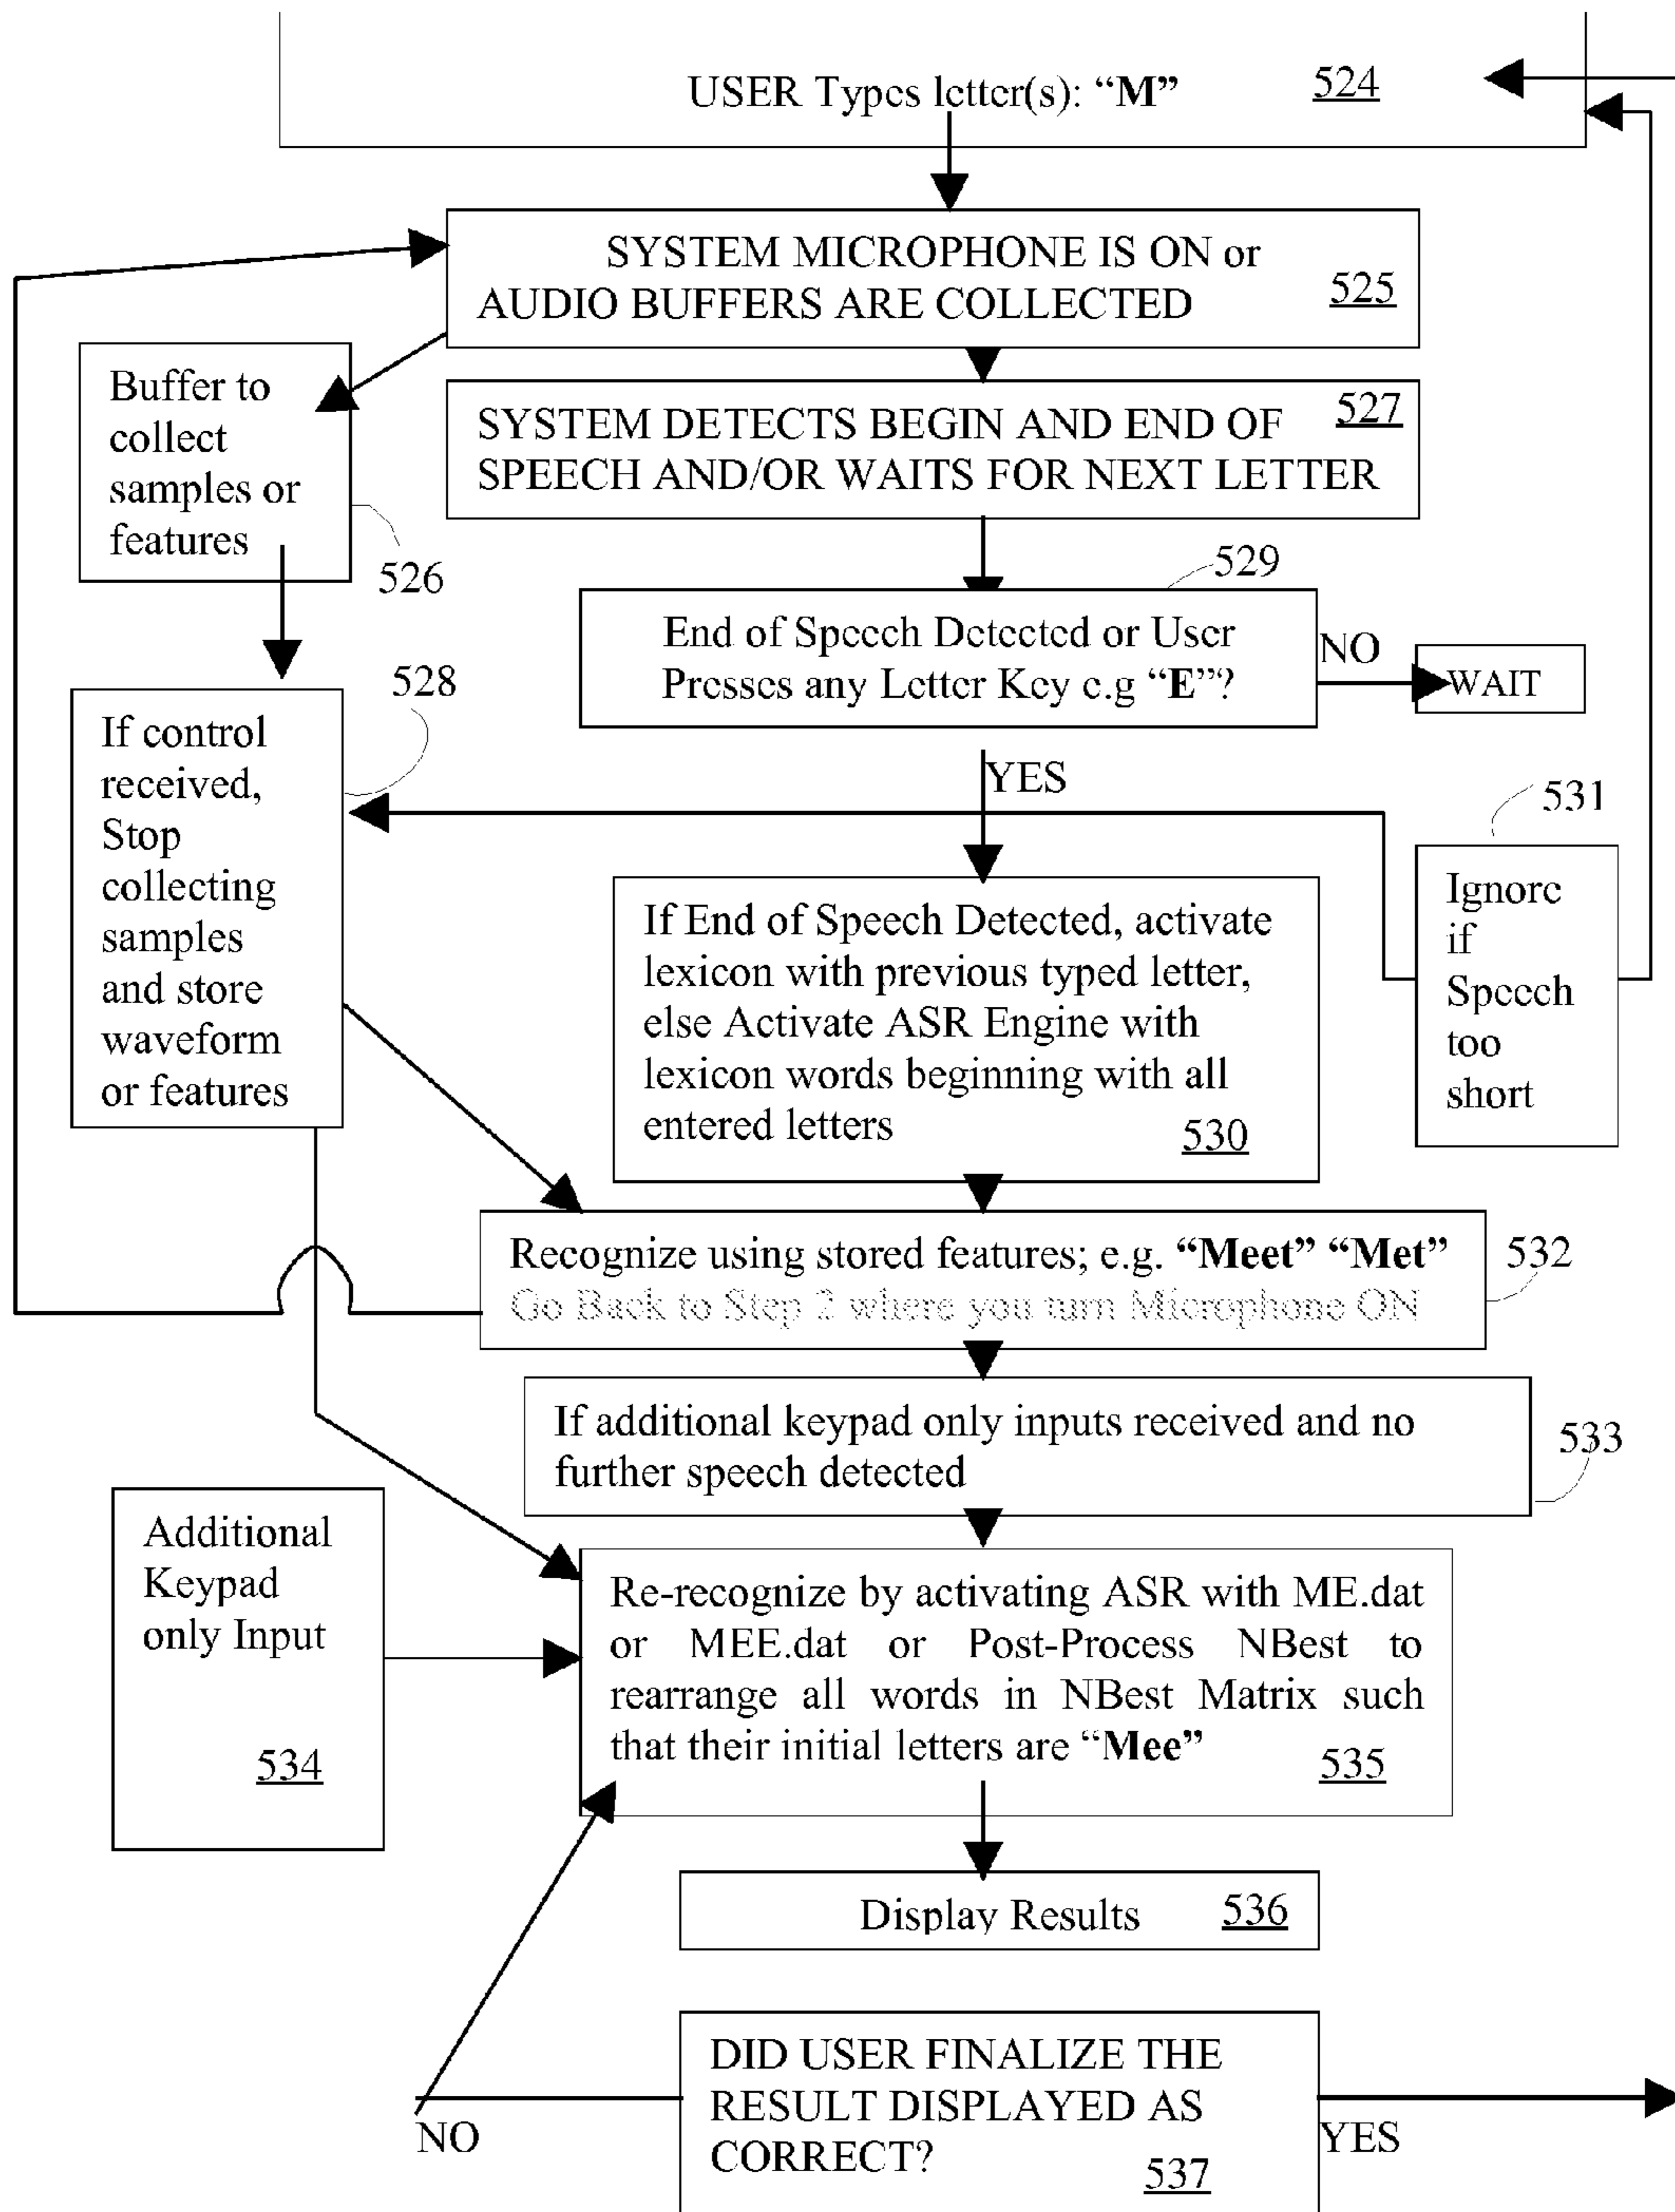 USER Types letter(s): “M” 524
SYSTEM MICROPHONE IS ON or
AUDIO BUFFERS ARE COLLECTED 525
Buffer to
collect
samples or
features
526
SYSTEM DETECTS BEGIN AND END OF 527
SPEECH AND/OR WAITS FOR NEXT LETTER
529
End of Speech Detected or User
Presses any Letter Key e.g “E”?
NO
WAIT
YES
528
If control
received,
Stop
collecting
samples
and store
waveform
or features
531
Ignore
if
Speech
too
short
If End of Speech Detected, activate
lexicon with previous typed letter,
else Activate ASR Engine with
lexicon words beginning with all
entered letters 530
Recognize using stored features; e.g. “Meet” “Met”
Go Back to Step 2 where you turn Microphone ON
532
If additional keypad only inputs received and no
further speech detected
533
Additional
Keypad
only Input
534
Re-recognize by activating ASR with ME.dat
or MEE.dat or Post-Process NBest to
rearrange all words in NBest Matrix such
that their initial letters are “Mee”
535
Display Results 536
DID USER FINALIZE THE
RESULT DISPLAYED AS
CORRECT?
537
NO
YES